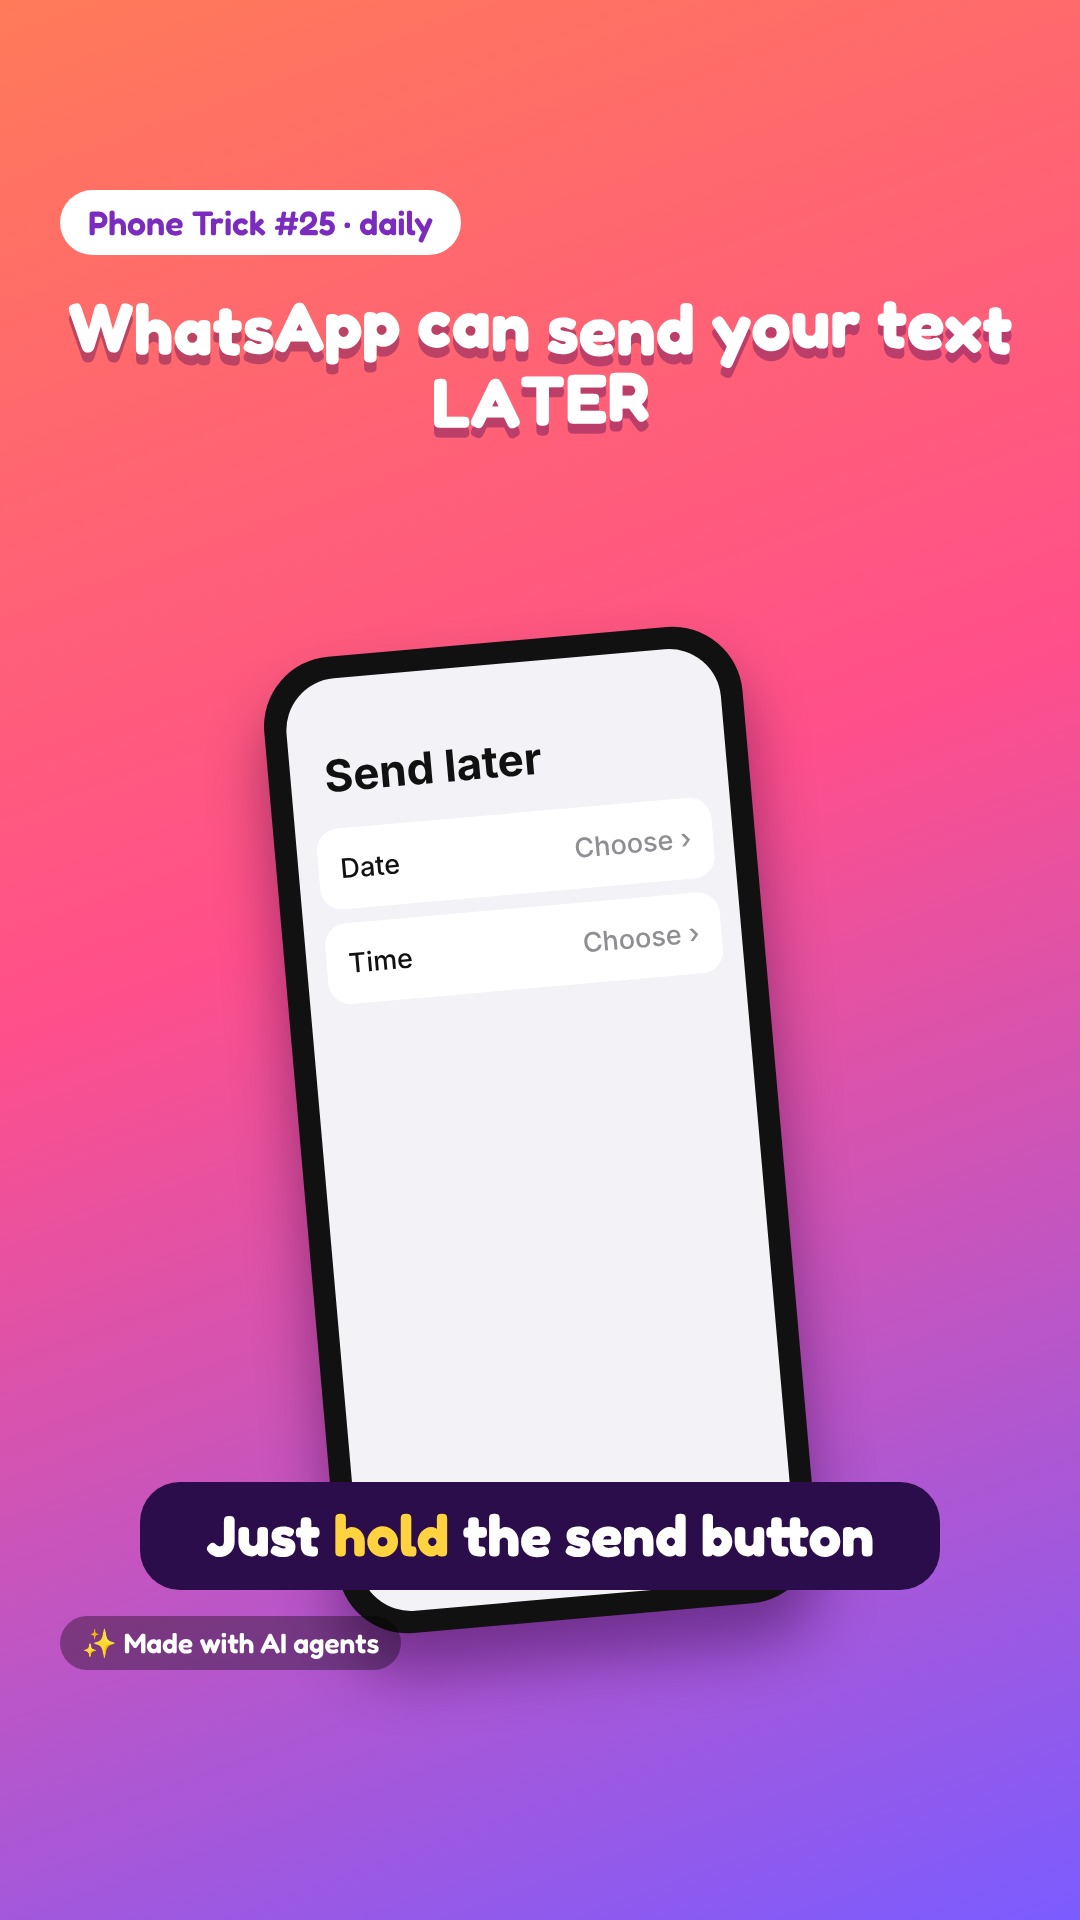 Phone Trick #25 · daily
WhatsApp can send your text
LATER
Send later
Date Choose ›
Time Choose ›
Just hold the send button
✨ Made with AI agents